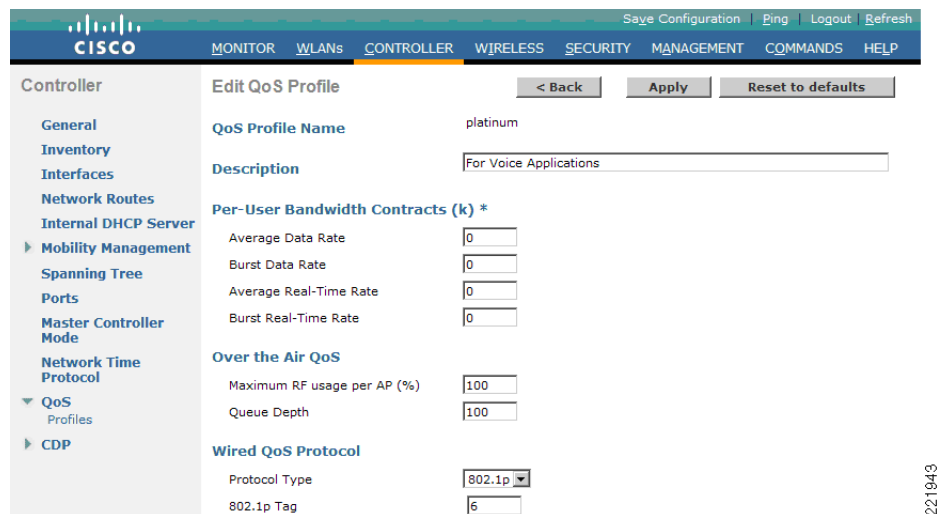 Save Configuration | Ping | Logout | Refresh
CISCO
MONITOR WLANs CONTROLLER WIRELESS SECURITY MANAGEMENT COMMANDS HELP
Controller
General
Inventory
Interfaces
Network Routes
Internal DHCP Server
Mobility Management
Spanning Tree
Ports
Master Controller
Mode
Network Time
Protocol
QoS
Profiles
CDP
Edit QoS Profile
< Back
Apply
Reset to defaults
QoS Profile Name platinum
Description For Voice Applications
Per-User Bandwidth Contracts (k) *
Average Data Rate 0
Burst Data Rate 0
Average Real-Time Rate 0
Burst Real-Time Rate 0
Over the Air QoS
Maximum RF usage per AP (%) 100
Queue Depth 100
Wired QoS Protocol
Protocol Type 802.1p
802.1p Tag 6
221943